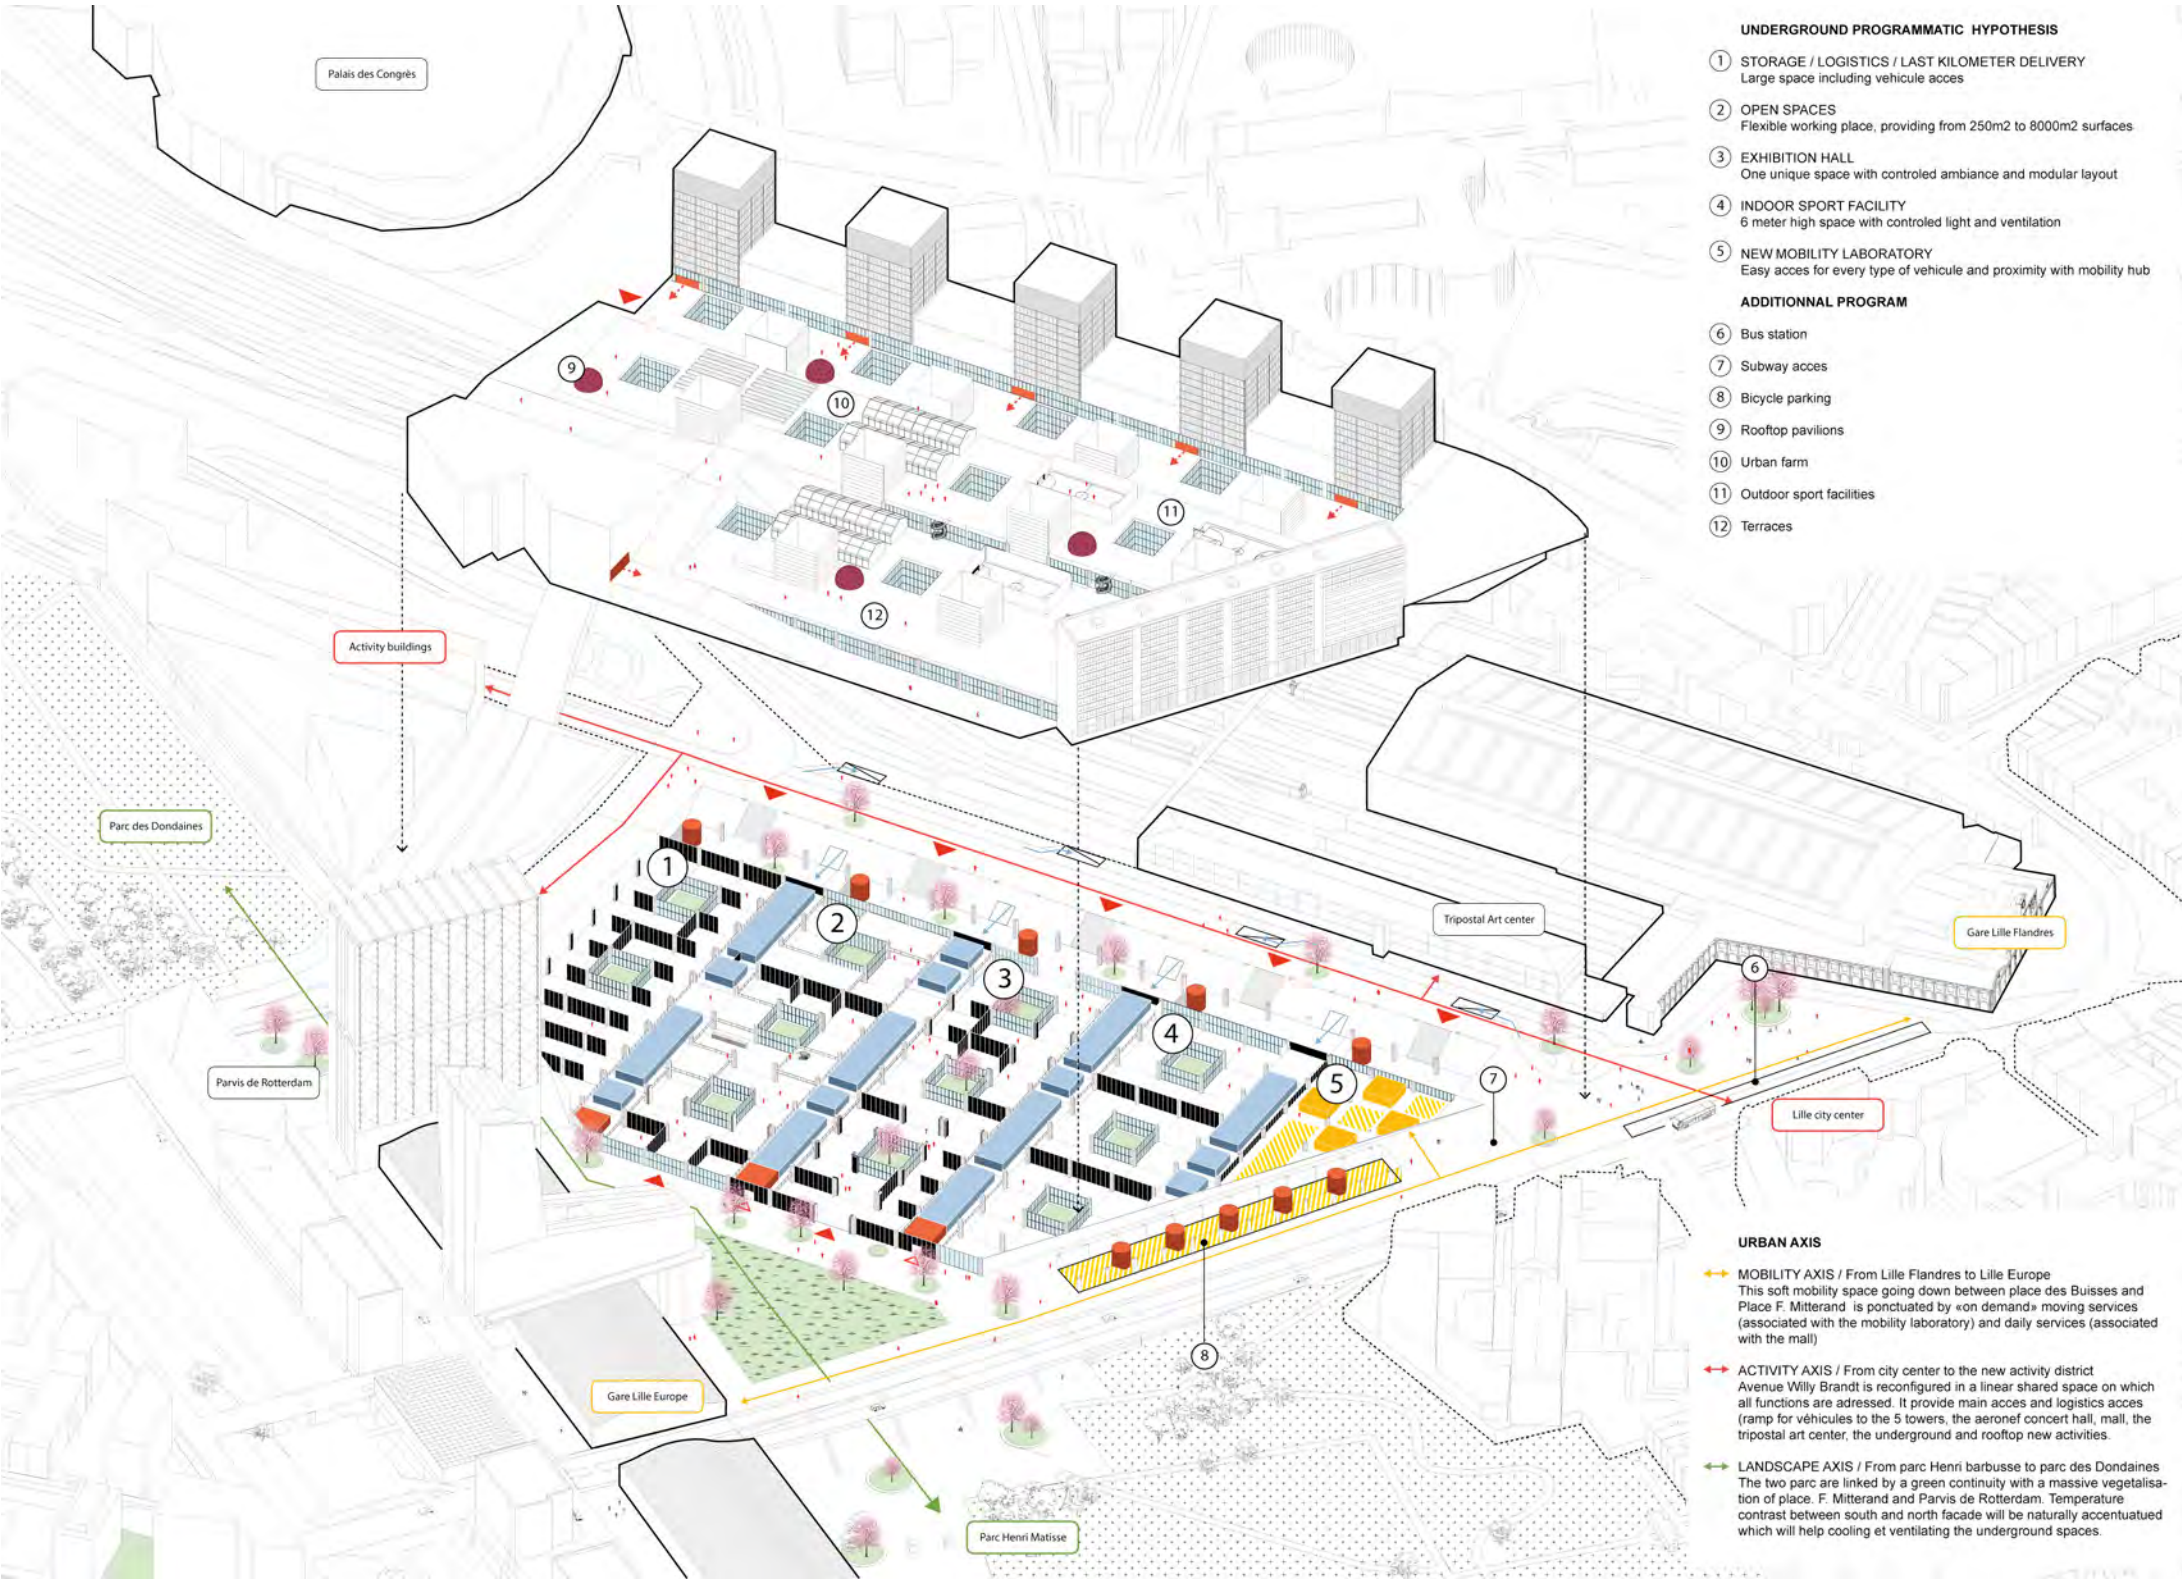 Palais des Congrès
UNDERGROUND PROGRAMMATIC HYPOTHESIS
1 STORAGE / LOGISTICS / LAST KILOMETER DELIVERY
Large space including vehicule acces
2 OPEN SPACES
Flexible working place, providing from 250m2 to 8000m2 surfaces
3 EXHIBITION HALL
One unique space with controled ambiance and modular layout
4 INDOOR SPORT FACILITY
6 meter high space with controled light and ventilation
5 NEW MOBILITY LABORATORY
Easy acces for every type of vehicule and proximity with mobility hub
ADDITIONNAL PROGRAM
6 Bus station
7 Subway acces
8 Bicycle parking
9 Rooftop pavilions
10 Urban farm
11 Outdoor sport facilities
12 Terraces
9
10
11
12
Activity buildings
Parc des Dondaines
1
2
3
4
5
Tripostal Art center
Gare Lille Flandres
6
7
Parvis de Rotterdam
Lille city center
8
Gare Lille Europe
Parc Henri Matisse
URBAN AXIS
MOBILITY AXIS / From Lille Flandres to Lille Europe
This soft mobility space going down between place des Buisses and
Place F. Mitterand is ponctuated by «on demand» moving services
(associated with the mobility laboratory) and daily services (associated
with the mall)
ACTIVITY AXIS / From city center to the new activity district
Avenue Willy Brandt is reconfigured in a linear shared space on which
all functions are adressed. It provide main acces and logistics acces
(ramp for véhicules to the 5 towers, the aeronef concert hall, mall, the
tripostal art center, the underground and rooftop new activities.
LANDSCAPE AXIS / From parc Henri barbusse to parc des Dondaines
The two parc are linked by a green continuity with a massive vegetalisa-
tion of place. F. Mitterand and Parvis de Rotterdam. Temperature
contrast between south and north facade will be naturally accentuatued
which will help cooling et ventilating the underground spaces.